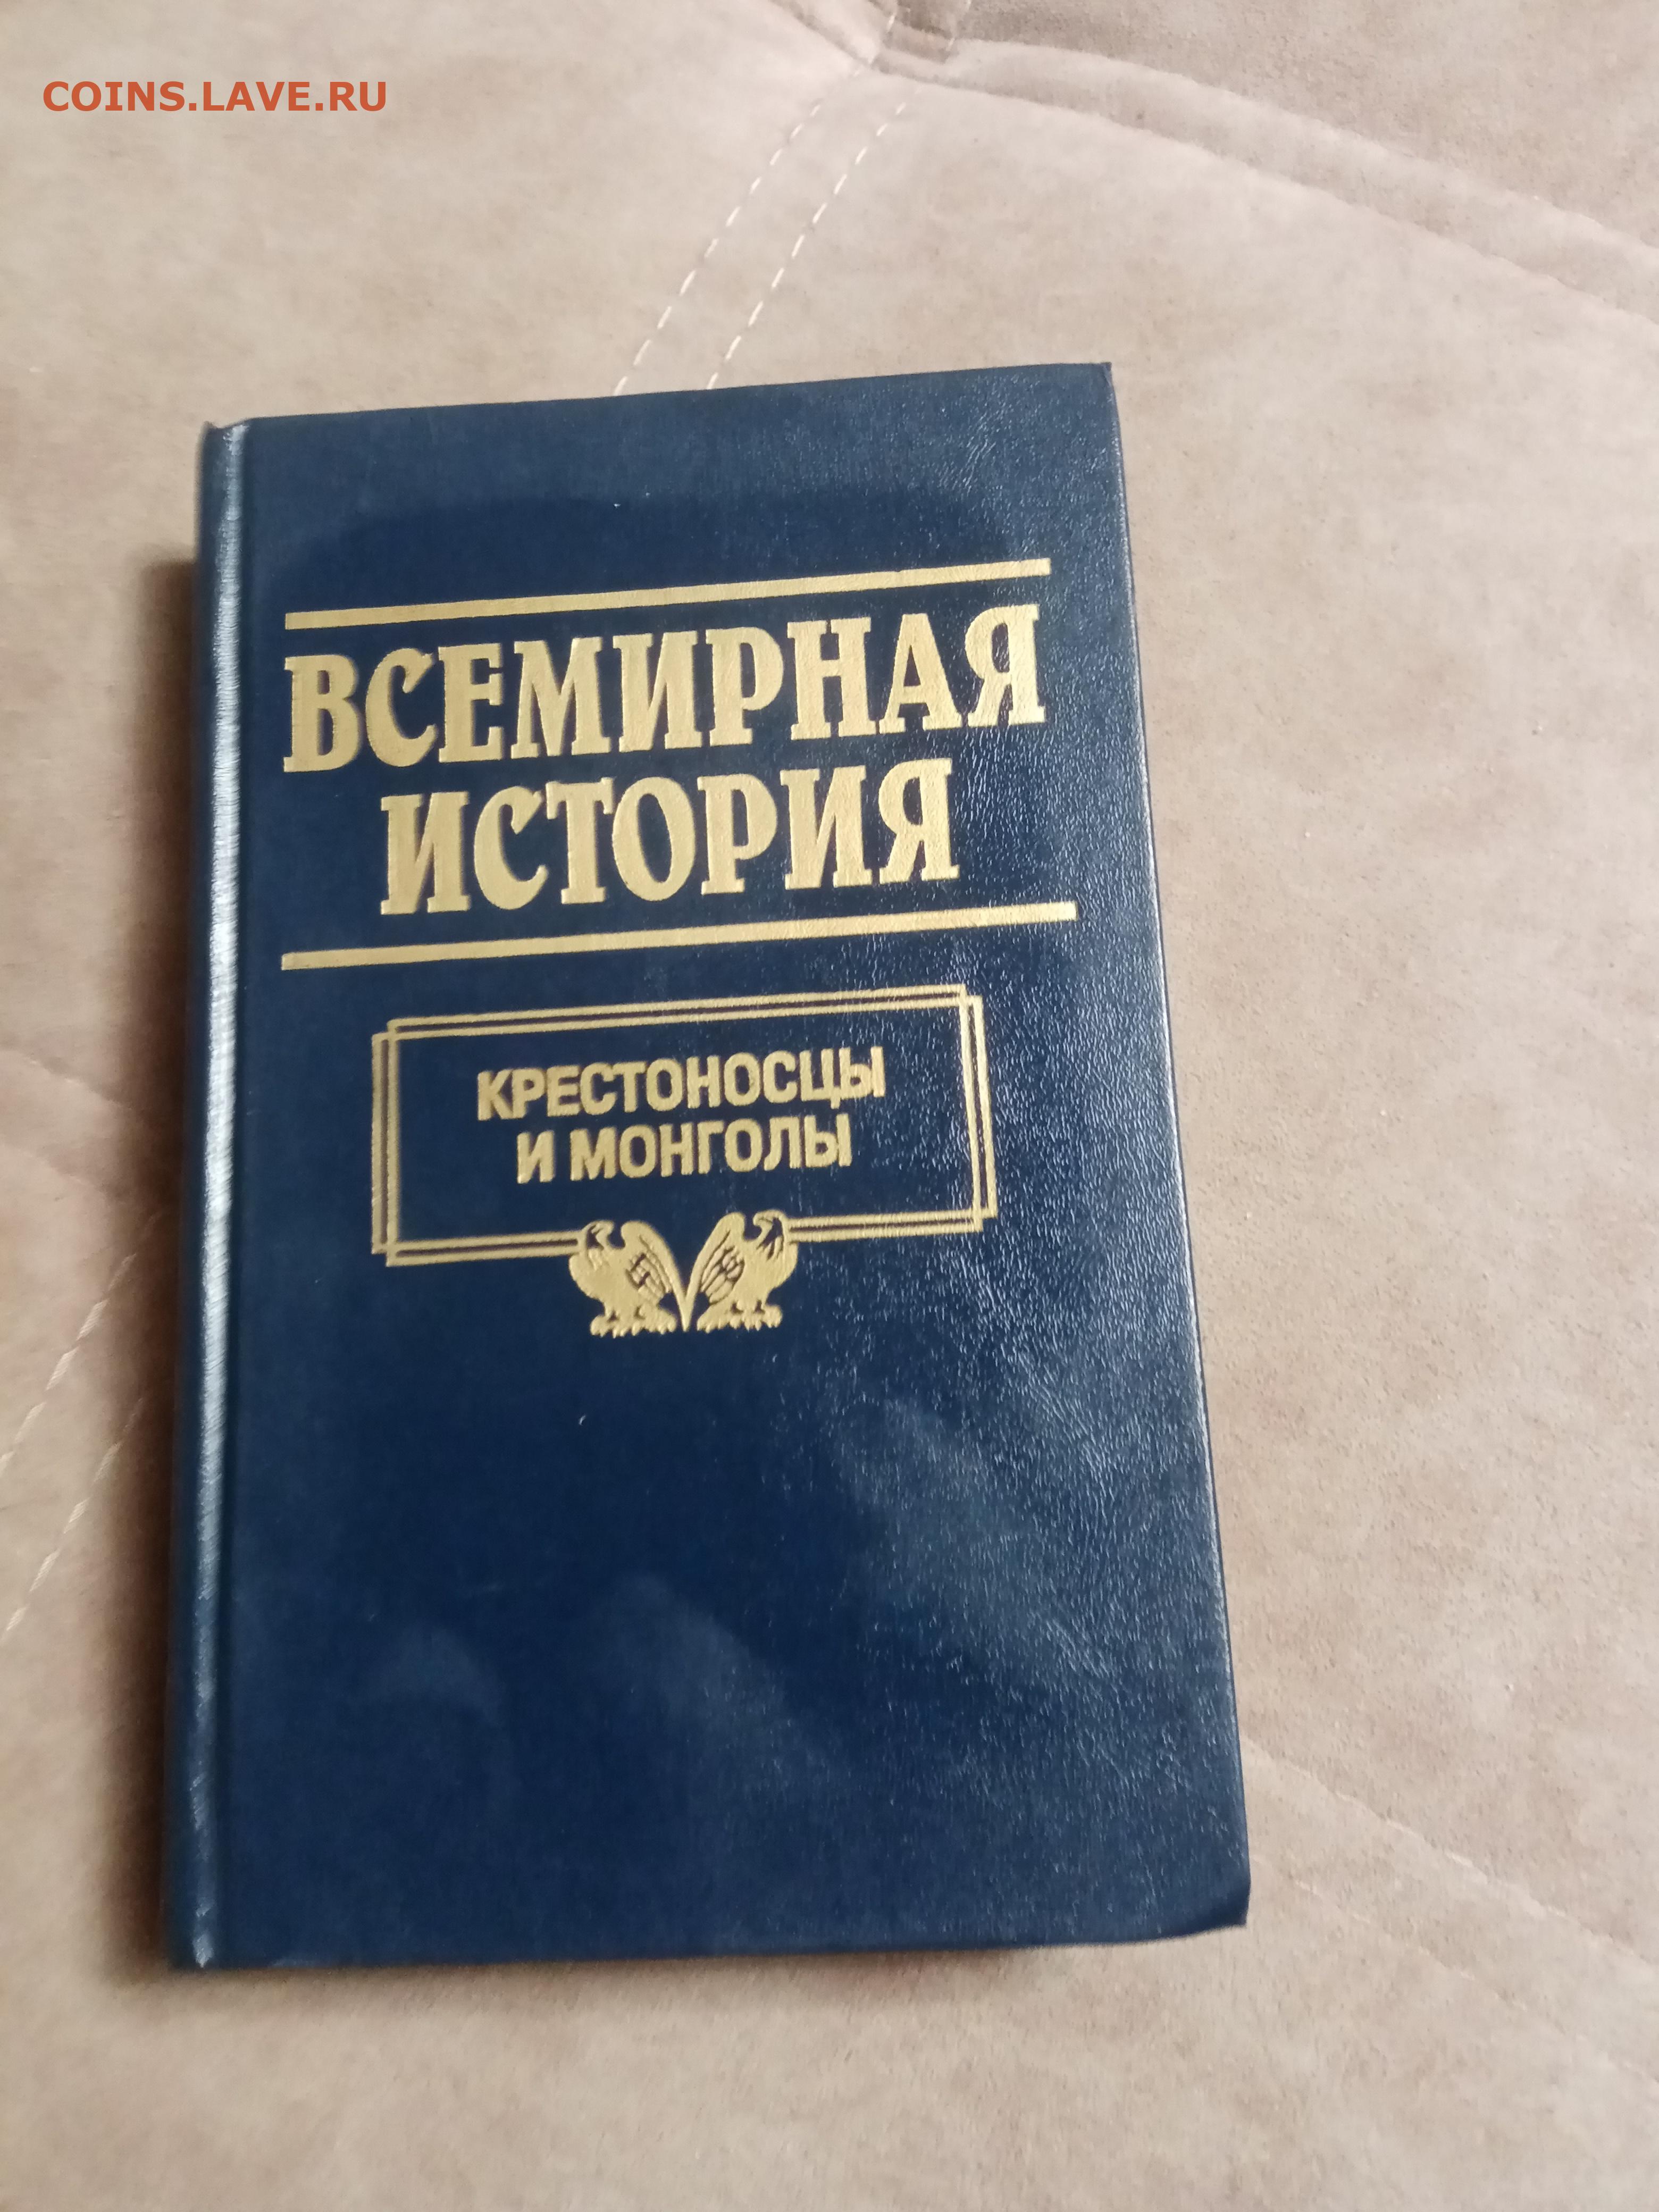 COINS.LAVE.RU
ВСЕМИРНАЯ
ИСТОРИЯ
КРЕСТОНОСЦЫ
И МОНГОЛЫ